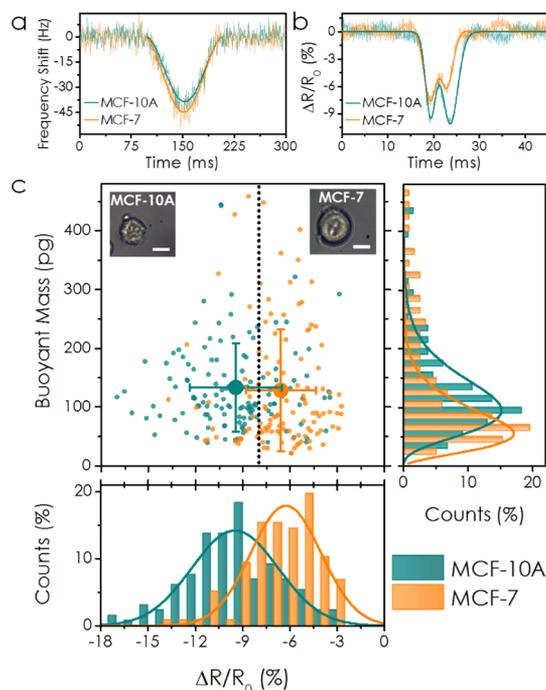 a
Frequency Shift (Hz)
0
-15
-30
-45
MCF-10A
MCF-7
0 75 150 225 300
Time (ms)
b
ΔR/R0 (%)
0
-3
-6
-9
MCF-10A
MCF-7
0 10 20 30 40
Time (ms)
c
Buoyant Mass (pg)
400
300
200
100
0
MCF-10A
MCF-7
0 5 10 15 20
Counts (%)
Counts (%)
20
10
0
-18 -15 -12 -9 -6 -3 0
ΔR/R0 (%)
MCF-10A
MCF-7